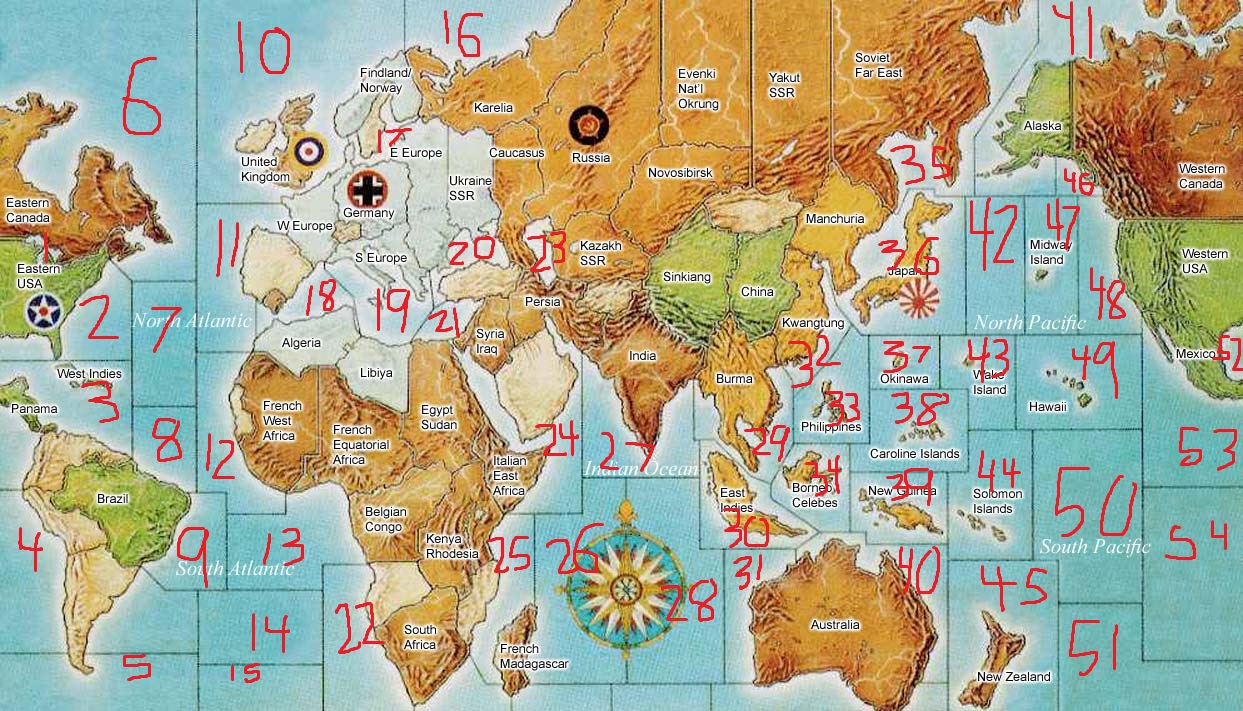 41
16
10
Soviet
Far East
Findland/
Norway
Evenki
Nat'l
Okrung
Yakut
SSR
6
Karelia
Alaska
17
E Europe
Caucasus
Russia
35
United
Kingdom
Ukraine
SSR
Novosibirsk
Western
Canada
46
Eastern
Canada
Germany
Manchuria
42
47
11
W Europe
1
20
23
Kazakh
SSR
36
Japan
Midway
Island
S Europe
Western
USA
Eastern
USA
Sinkiang
China
48
18
19
Persia
2
7
North Atlantic
21
Kwangtung
North Pacific
Algeria
Syria
Iraq
India
32
37
43
49
52
Mexico
West Indies
Libiya
Burma
Okinawa
Wake
Island
3
Panama
French
West
Africa
Egypt
Sudan
33
Philippines
38
Hawaii
8
12
French
Equatorial
Africa
24
27
29
Caroline Islands
53
Indian Ocean
Italian
East
Africa
44
Brazil
East
Indies
34
Borneo
Celebes
39
New Guinea
Solomon
Islands
50
Belgian
Congo
30
4
9
13
Kenya
Rhodesia
25
26
South Pacific
54
South Atlantic
31
40
45
28
14
22
South
Africa
Australia
51
5
15
French
Madagascar
New Zealand